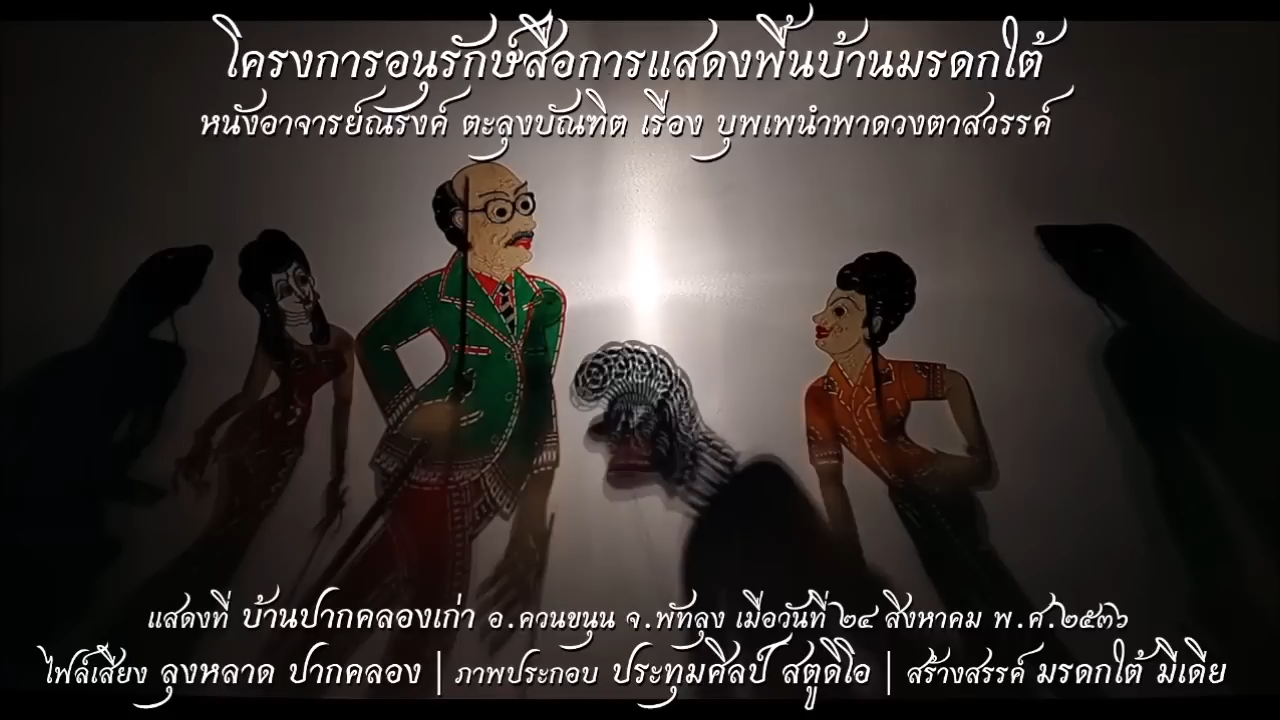 โครงการอนุรักษ์สื่อการแสดงพื้นบ้านมรดกใต้
หนังอาจารย์ณรงค์ ตะลุงบัณฑิต เรื่อง บุพเพนำพาดวงตาสวรรค์
แสดงที่ บ้านปากคลองเก่า อ.ควนขนุน จ.พัทลุง เมื่อวันที่ ๒๔ สิงหาคม พ.ศ.๒๕๓๖
ไฟล์เสียง ลุงหลาด ปากคลอง | ภาพประกอบ ประทุมศิลป์ สตูดิโอ | สร้างสรรค์ มรดกใต้ มีเดีย